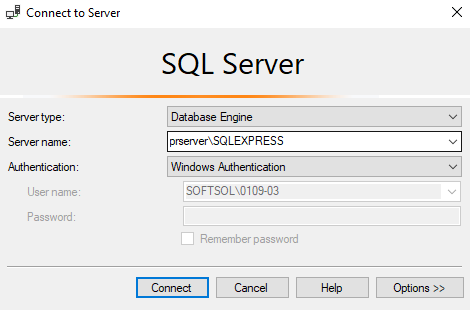 Connect to Server
SQL Server
Server type: Database Engine
Server name: prserver\SQLEXPRESS
Authentication: Windows Authentication
User name: SOFTSOL\0109-03
Password:
Remember password
Connect Cancel Help Options >>